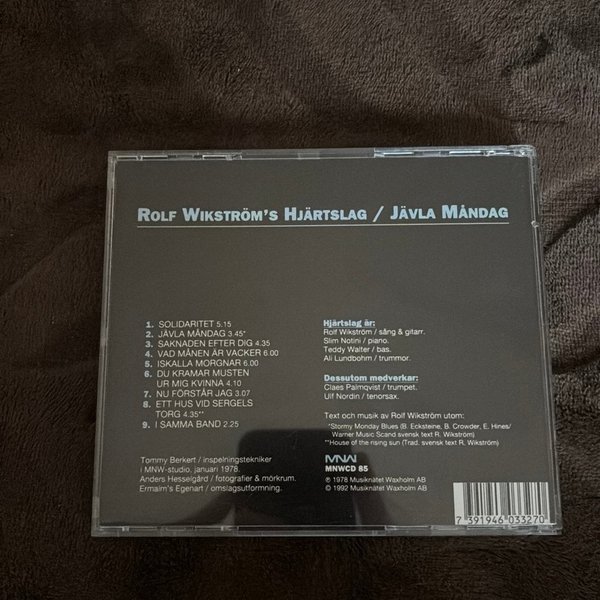 ROLF WIKSTRÖM'S HJÄRTSLAG / JÄVLA MÅNDAG
1. SOLIDARITET 5.15
2. JÄVLA MÅNDAG 3.45*
3. SAKNADEN EFTER DIG 4.35
4. VAD MÅNEN ÄR VACKER 6.00
5. ISKALLA MORGNAR 6.00
6. DU KRAMAR MUSTEN
UR MIG KVINNA 4.10
7. NU FÖRSTÅR JAG 3.07
8. ETT HUS VID SERGELS
TORG 4.35**
9. I SAMMA BAND 2.25
Tommy Berkert / inspelningstekniker
i MNW-studio, januari 1978.
Anders Hesselgård / fotografier & mörkrum.
Ermalm's Egenart / omslagsutformning.
Hjärtslag är:
Rolf Wikström / sång & gitarr.
Slim Notini / piano.
Teddy Walter / bas.
Ali Lundbohm / trummor.
Dessutom medverkar:
Claes Palmqvist / trumpet.
Ulf Nordin / tenorsax.
Text och musik av Rolf Wikström utom:
*Stormy Monday Blues (B. Ecksteine, B. Crowder, E. Hines/
Warner Music Scand svensk text R. Wikström)
**House of the rising sun (Trad. svensk text R. Wikström)
MNW
MNWCD 85
℗ 1978 Musiknätet Waxholm AB
© 1992 Musiknätet Waxholm AB
7 391946 033270